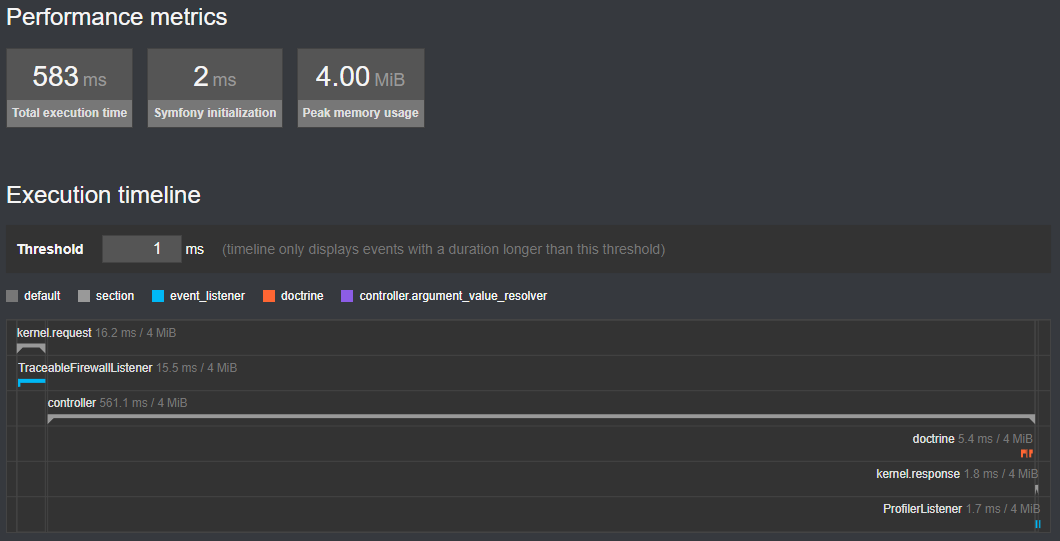 Performance metrics
583 ms 2 ms 4.00 MiB
Total execution time Symfony initialization Peak memory usage
Execution timeline
Threshold 1 ms (timeline only displays events with a duration longer than this threshold)
default section event_listener doctrine controller.argument_value_resolver
kernel.request 16.2 ms / 4 MiB
TraceableFirewallListener 15.5 ms / 4 MiB
controller 561.1 ms / 4 MiB
doctrine 5.4 ms / 4 MiB
kernel.response 1.8 ms / 4 MiB
ProfilerListener 1.7 ms / 4 MiB